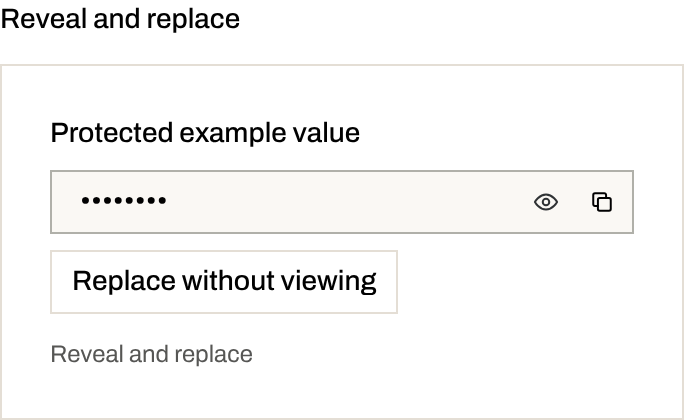 Reveal and replace
Protected example value
••••••••
Replace without viewing
Reveal and replace